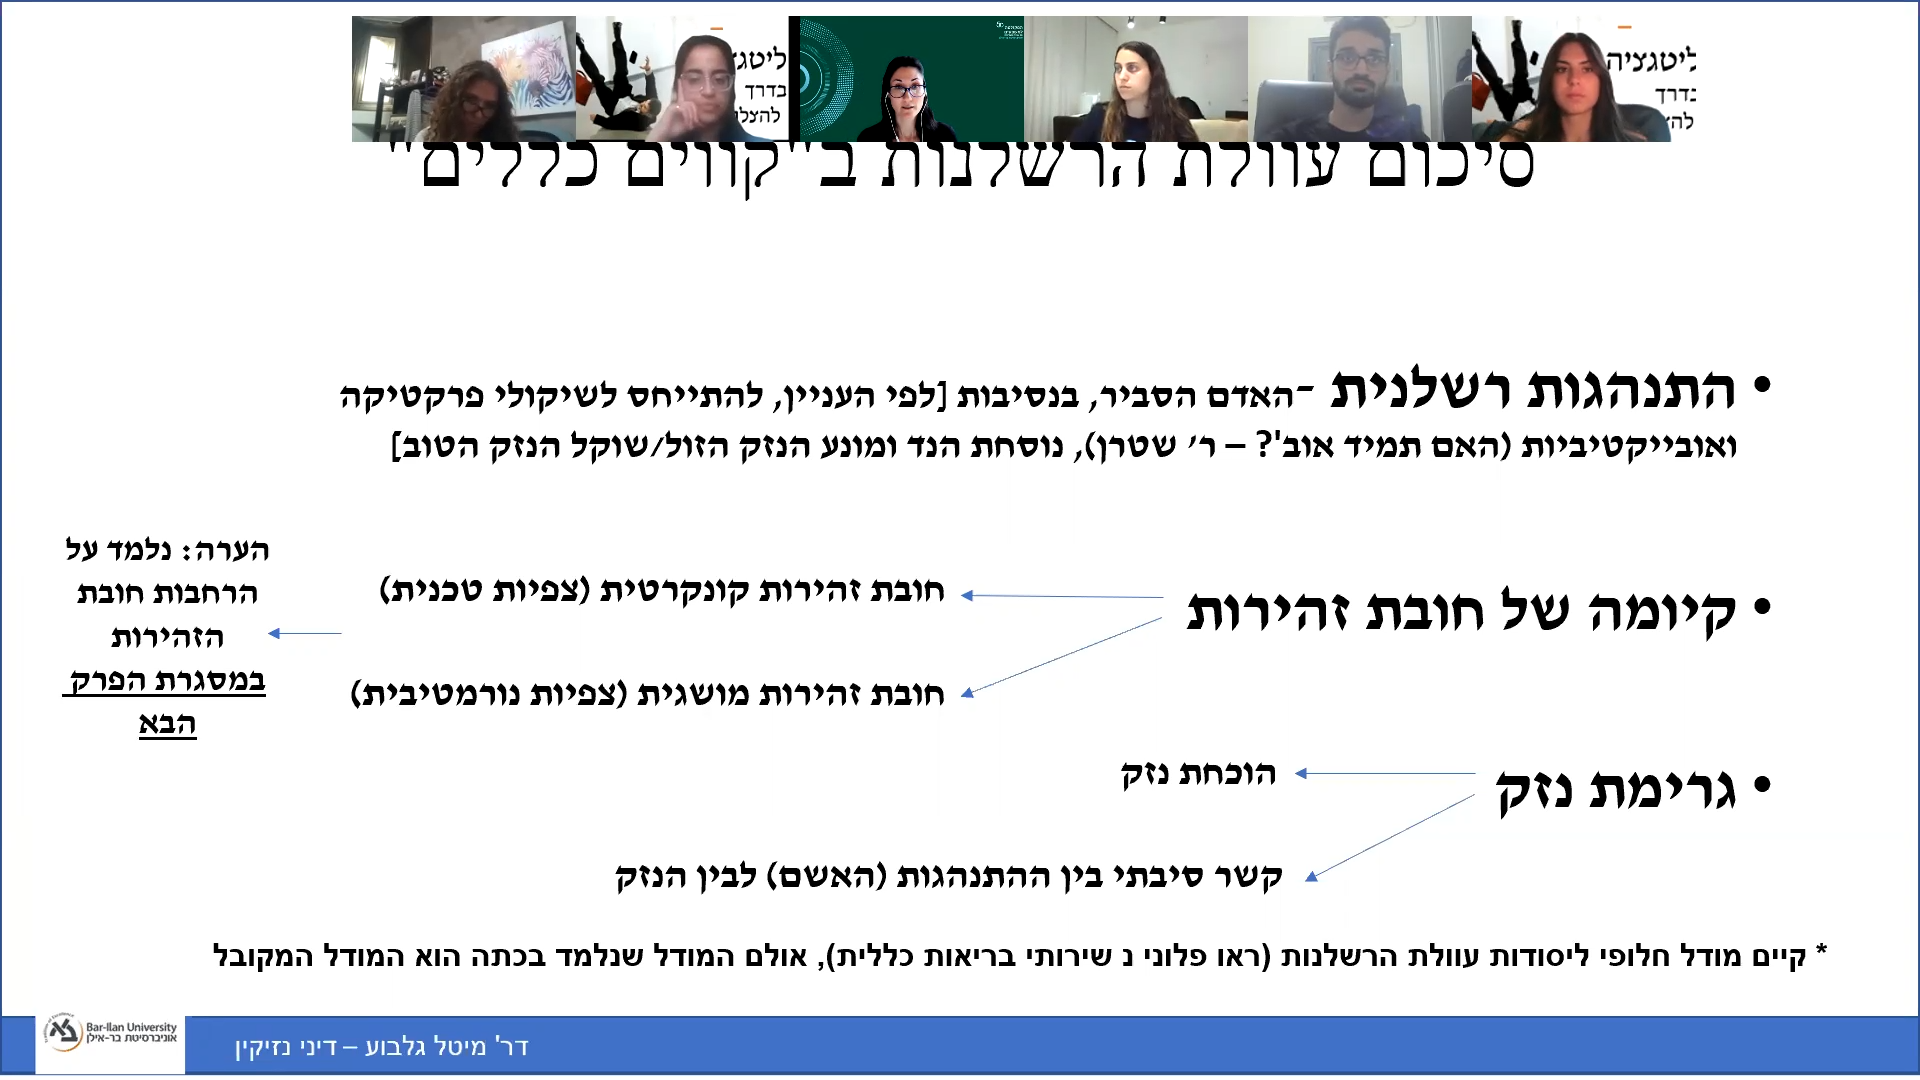 ליטגציה
בדרך
סיכום עוולת הרשלנות ב"קווים כללים"
• התנהגות רשלנית -האדם הסביר, בנסיבות [לפי העניין, להתייחס לשיקולי פרקטיקה
ואובייקטיביות (האם תמיד אוב'? – ר' שטרן), נוסחת הנד ומונע הנזק הזול/שוקל הנזק הטוב]
• קיומה של חובת זהירות
חובת זהירות קונקרטית (צפיות טכנית)
חובת זהירות מושגית (צפיות נורמטיבית)
הערה: נלמד על
הרחבות חובת
הזהירות
במסגרת הפרק
הבא
• גרימת נזק
הוכחת נזק
קשר סיבתי בין ההתנהגות (האשם) לבין הנזק
* קיים מודל חלופי ליסודות עוולת הרשלנות (ראו פלוני נ שירותי בריאות כללית), אולם המודל שנלמד בכתה הוא המודל המקובל
Bar-Ilan University
אוניברסיטת בר-אילן
דר' מיטל גלבוע – דיני נזיקין